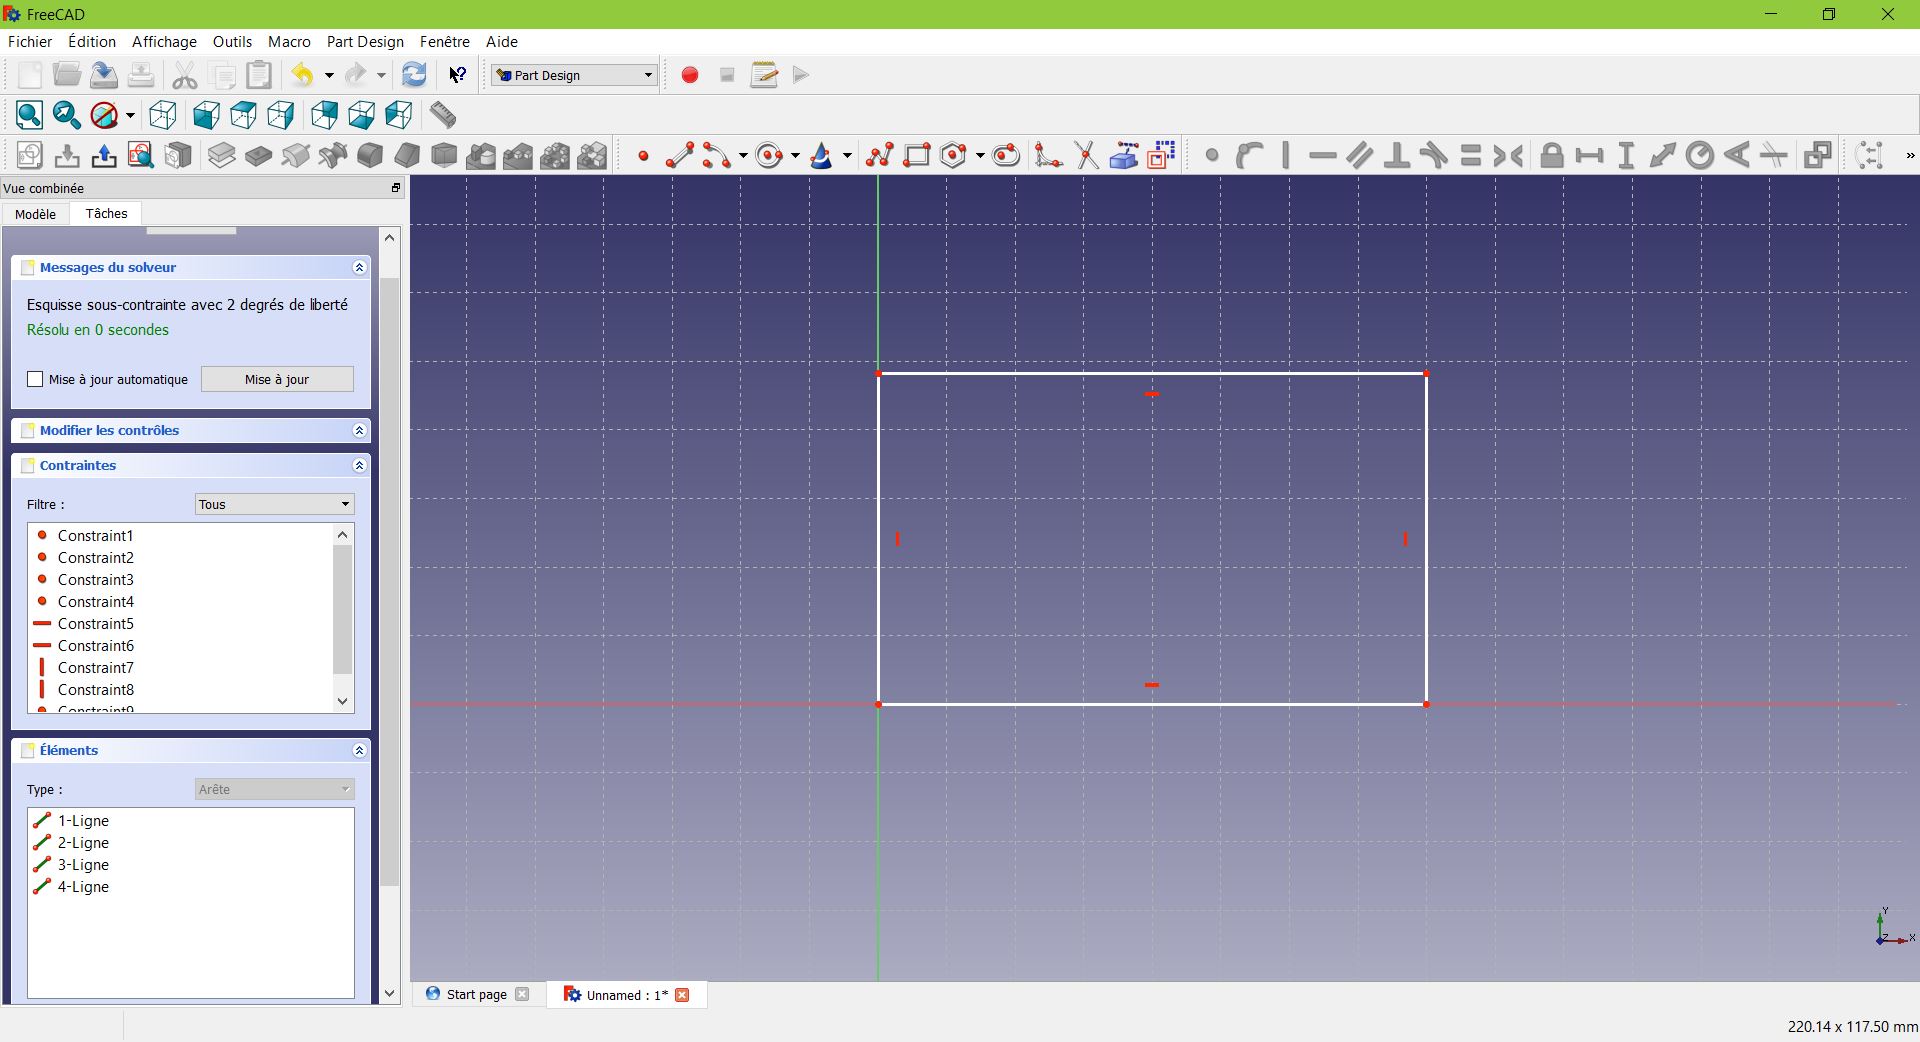 FreeCAD
Fichier Édition Affichage Outils Macro Part Design Fenêtre Aide
Part Design
Vue combinée
Modèle Tâches
Messages du solveur
Esquisse sous-contrainte avec 2 degrés de liberté
Résolu en 0 secondes
Mise à jour automatique Mise à jour
Modifier les contrôles
Contraintes
Filtre : Tous
Constraint1
Constraint2
Constraint3
Constraint4
Constraint5
Constraint6
Constraint7
Constraint8
Constraint9
Éléments
Type : Arête
1-Ligne
2-Ligne
3-Ligne
4-Ligne
Y
Z X
Start page Unnamed : 1*
220.14 x 117.50 mm